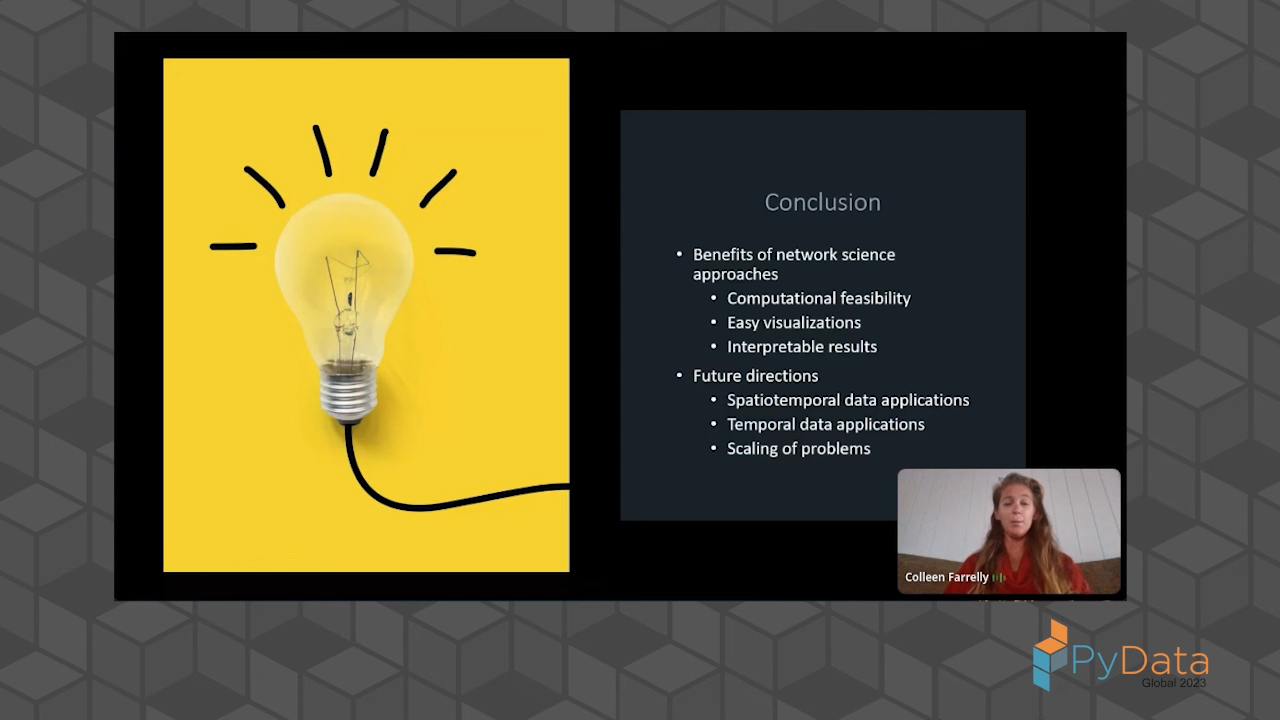 Conclusion
• Benefits of network science
approaches
• Computational feasibility
• Easy visualizations
• Interpretable results
• Future directions
• Spatiotemporal data applications
• Temporal data applications
• Scaling of problems
Colleen Farrelly
PyData
Global 2023